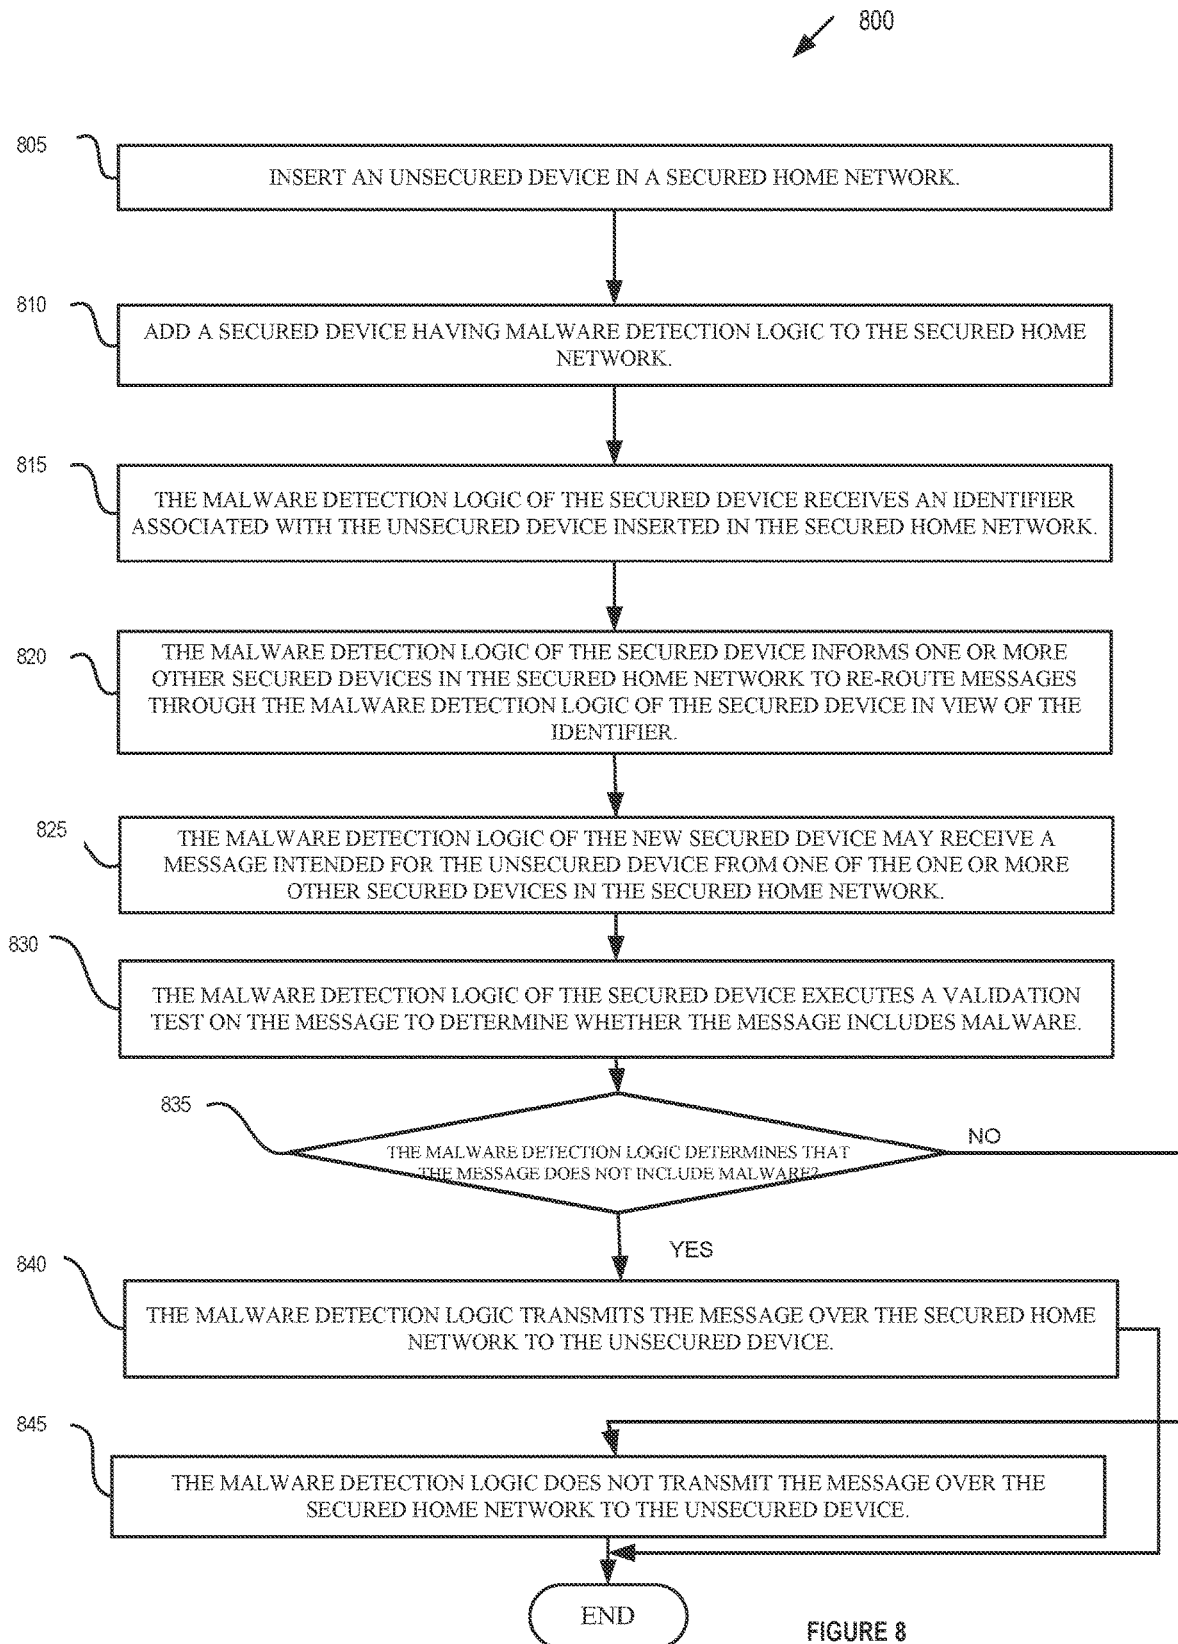 800
805
INSERT AN UNSECURED DEVICE IN A SECURED HOME NETWORK.
810
ADD A SECURED DEVICE HAVING MALWARE DETECTION LOGIC TO THE SECURED HOME
NETWORK.
815
THE MALWARE DETECTION LOGIC OF THE SECURED DEVICE RECEIVES AN IDENTIFIER
ASSOCIATED WITH THE UNSECURED DEVICE INSERTED IN THE SECURED HOME NETWORK.
820
THE MALWARE DETECTION LOGIC OF THE SECURED DEVICE INFORMS ONE OR MORE
OTHER SECURED DEVICES IN THE SECURED HOME NETWORK TO RE-ROUTE MESSAGES
THROUGH THE MALWARE DETECTION LOGIC OF THE SECURED DEVICE IN VIEW OF THE
IDENTIFIER.
825
THE MALWARE DETECTION LOGIC OF THE NEW SECURED DEVICE MAY RECEIVE A
MESSAGE INTENDED FOR THE UNSECURED DEVICE FROM ONE OF THE ONE OR MORE
OTHER SECURED DEVICES IN THE SECURED HOME NETWORK.
830
THE MALWARE DETECTION LOGIC OF THE SECURED DEVICE EXECUTES A VALIDATION
TEST ON THE MESSAGE TO DETERMINE WHETHER THE MESSAGE INCLUDES MALWARE.
835
THE MALWARE DETECTION LOGIC DETERMINES THAT
THE MESSAGE DOES NOT INCLUDE MALWARE?
NO
YES
840
THE MALWARE DETECTION LOGIC TRANSMITS THE MESSAGE OVER THE SECURED HOME
NETWORK TO THE UNSECURED DEVICE.
845
THE MALWARE DETECTION LOGIC DOES NOT TRANSMIT THE MESSAGE OVER THE
SECURED HOME NETWORK TO THE UNSECURED DEVICE.
END
FIGURE 8